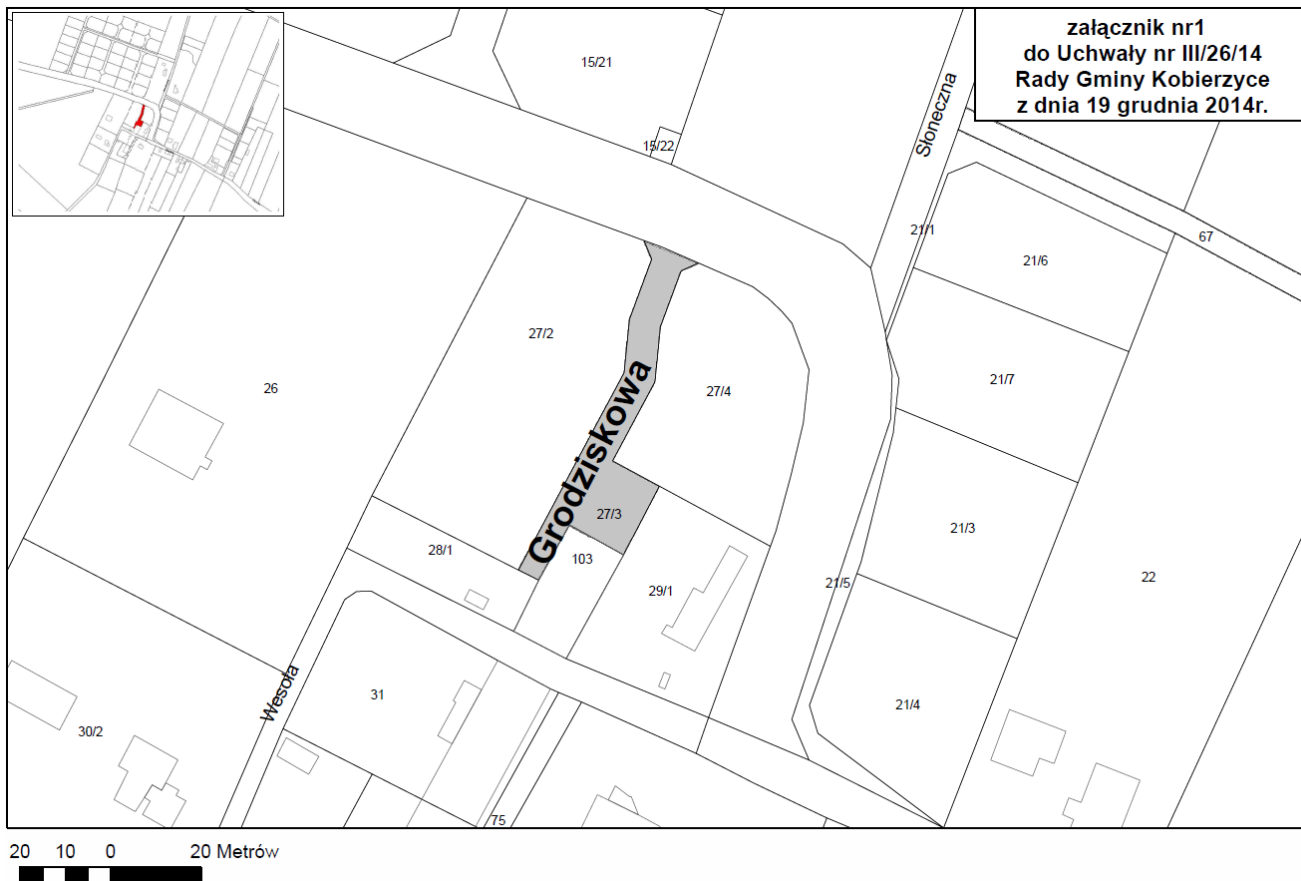 załącznik nr1
do Uchwały nr III/26/14
Rady Gminy Kobierzyce
z dnia 19 grudnia 2014r.
15/21
15/22
Słoneczna
21/1
67
21/6
27/2
21/7
26
27/4
Grodziskowa
27/3
21/3
28/1
103
29/1
21/5
22
Wesoła
31
21/4
30/2
75
20 10 0 20 Metrów